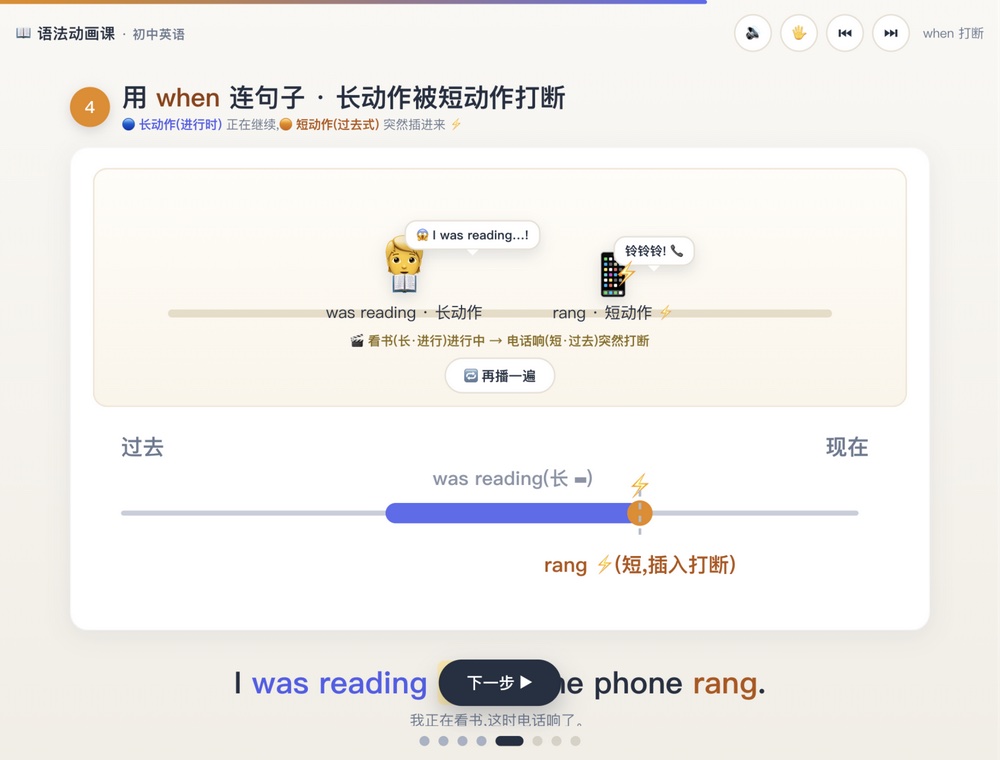 语法动画课 · 初中英语
when 打断
4
用 when 连句子 · 长动作被短动作打断
长动作(进行时) 正在继续,短动作(过去式) 突然插进来
I was reading...!
铃铃铃!
was reading · 长动作
rang · 短动作
看书(长·进行)进行中 → 电话响(短·过去)突然打断
再播一遍
过去
现在
was reading(长 ▬)
rang ⚡(短,插入打断)
I was reading
phone rang.
下一步 ▶
我正在看书,这时电话响了。